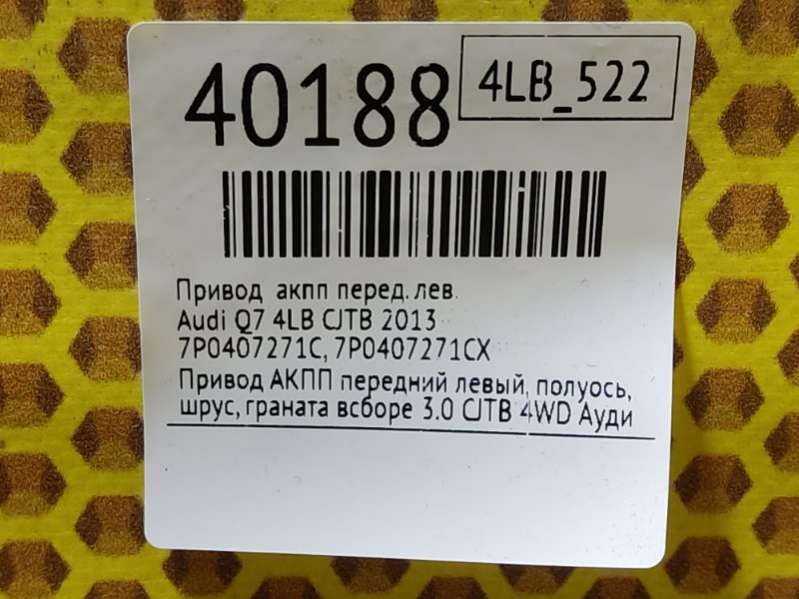 40188
4LB_522
Привод акпп перед. лев.
Audi Q7 4LB CJTB 2013
7P0407271C, 7P0407271CX
Привод АКПП передний левый, полуось,
шрус, граната всборе 3.0 CJTB 4WD Ауди